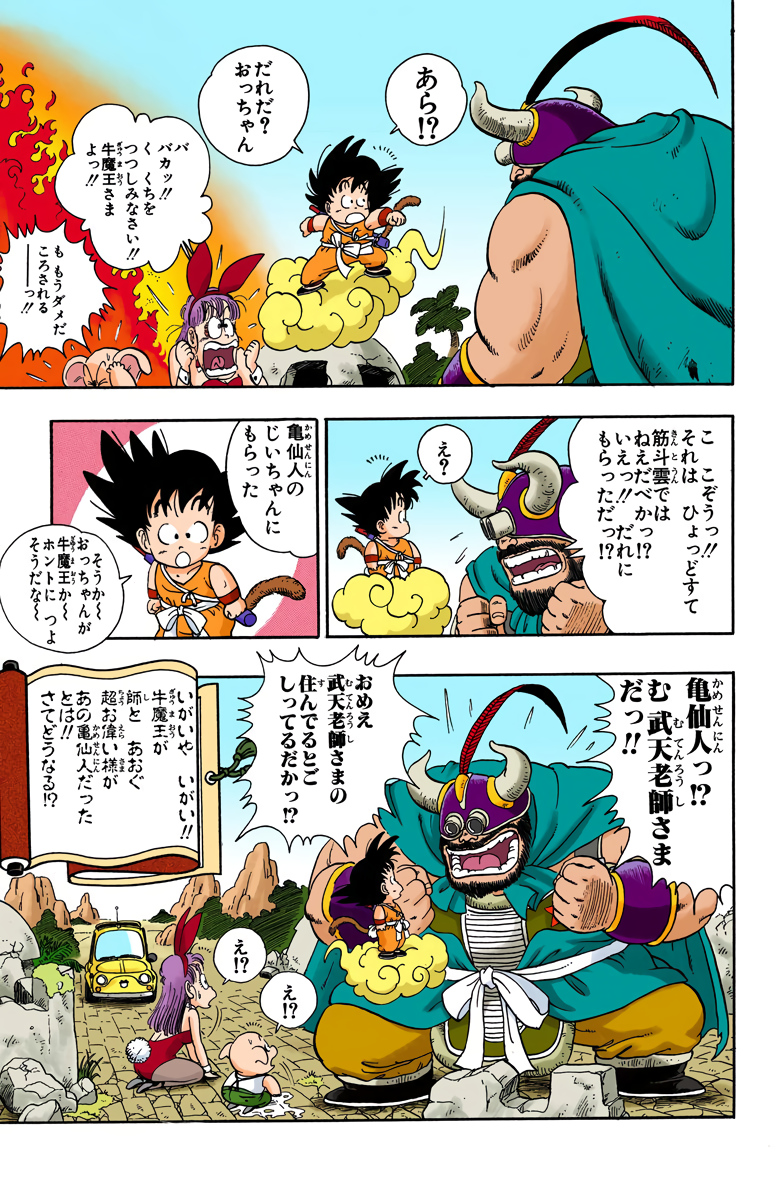 あら!?
だれだ?
おっちゃん
バ
バカッ!!
く くちを
つつしみなさい!!
牛魔王さま
よっ!!
も もうダメだ
ころされる
――っ!!
こ こぞうっ!!
それは ひょっどすて
筋斗雲では
ねえだべかっ!?
いえっ!! だれに
もらっただっ!?
え?
亀仙人の
じいちゃんに
もらった
そうか〜
おっちゃんが
牛魔王か〜
ホントに つよ
そうだな〜
亀仙人っ!?
む 武天老師さま
だっ!!
おめえ
武天老師さまの
住んでるとご
しってるだかっ!?
え!?
え!?
いがいや いがい!!
牛魔王が
師と あおぐ
超お偉い様が
あの亀仙人だった
とは!!
さてどうなる!?